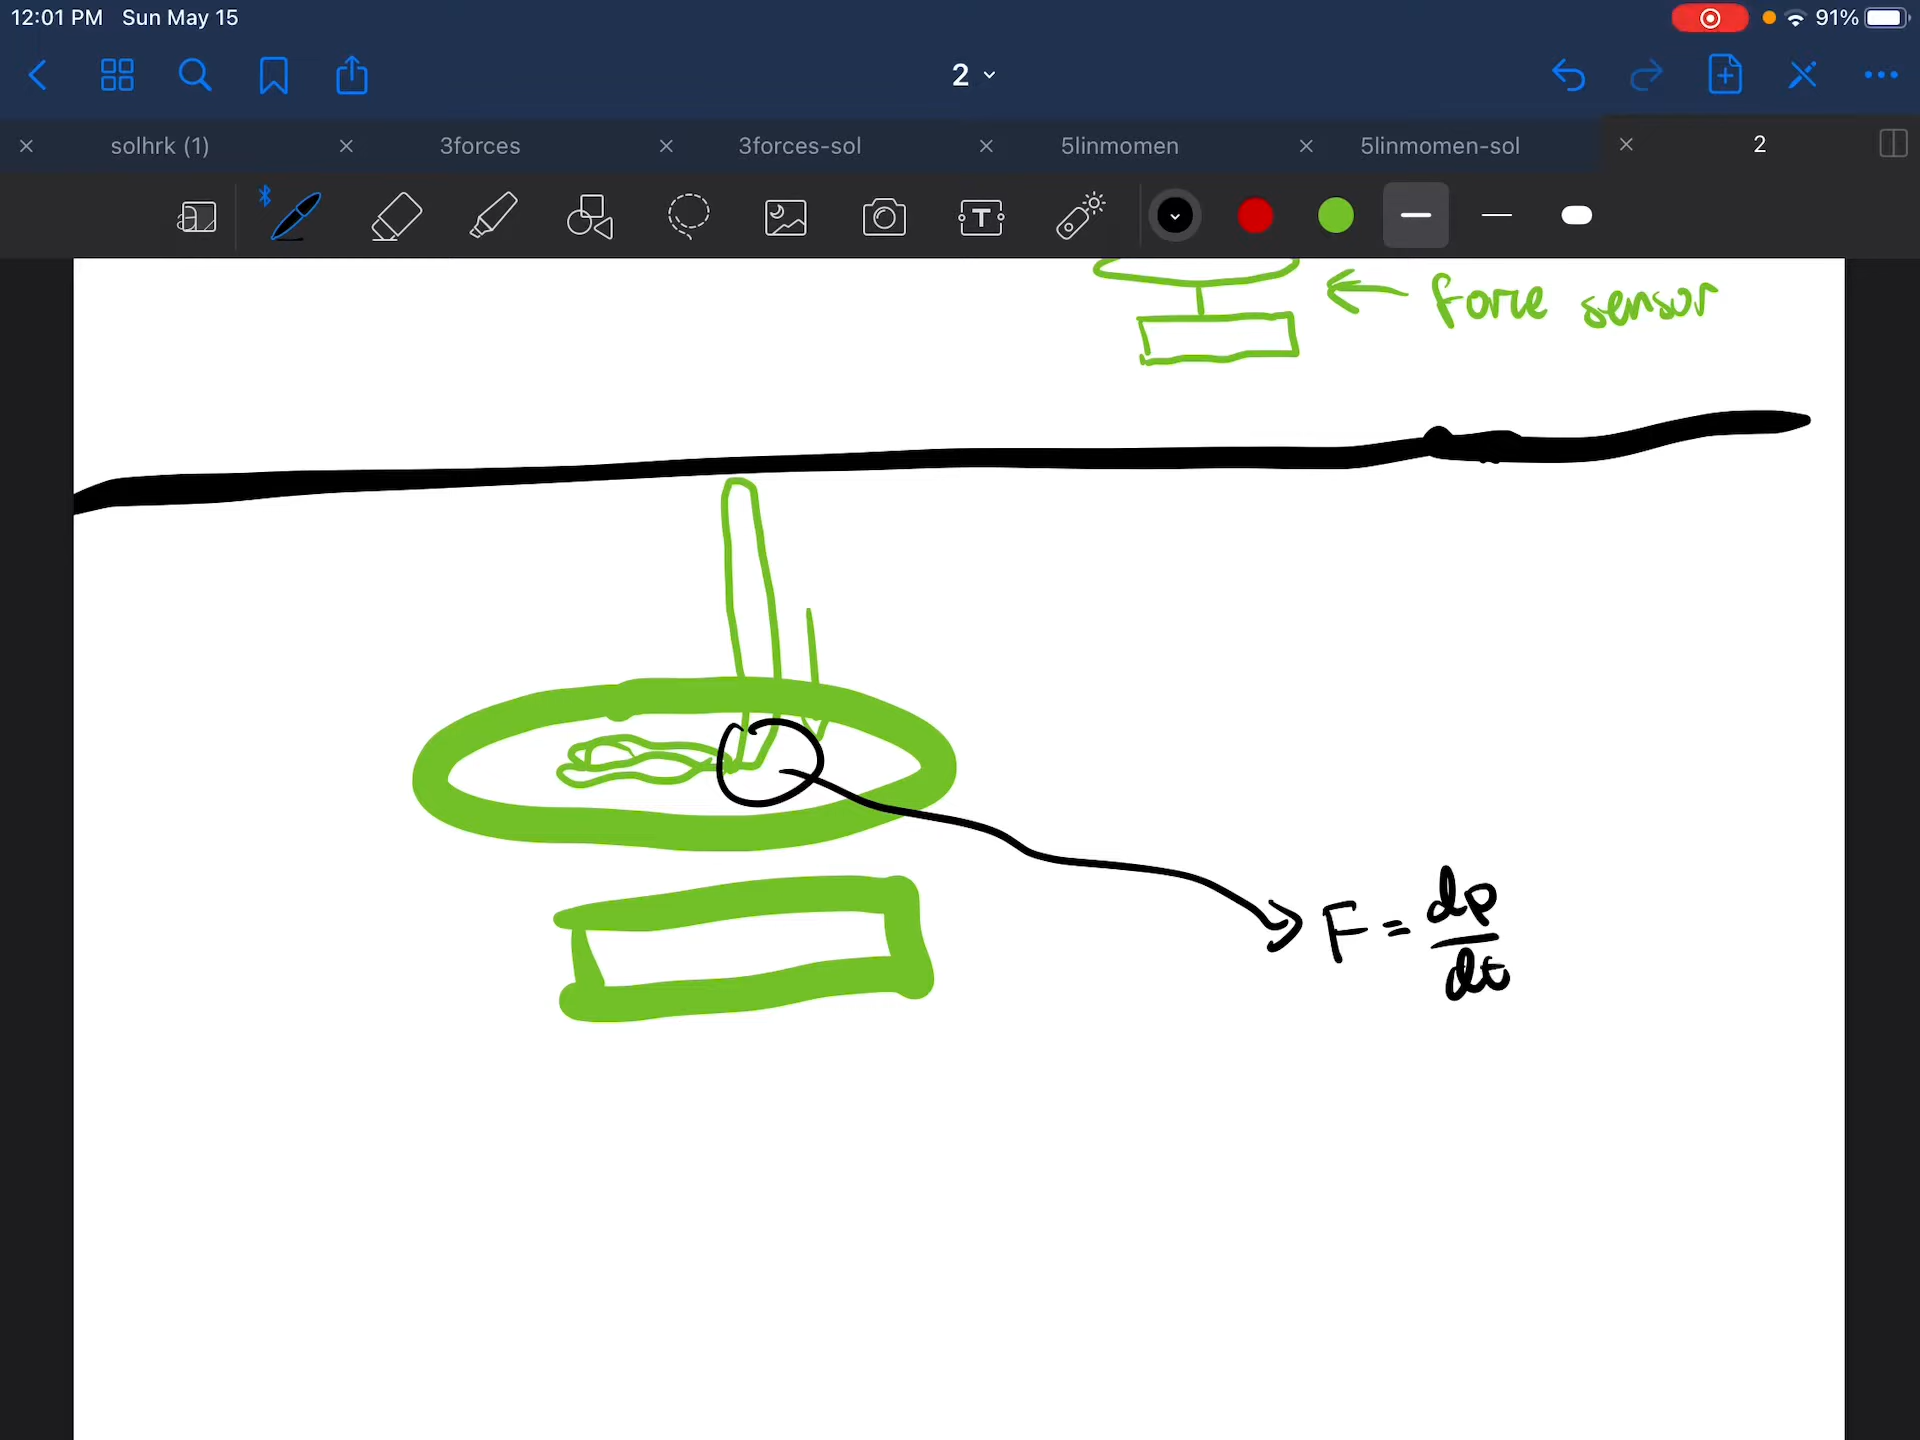 12:01 PM Sun May 15 91%
2
solhrk (1) 3forces 3forces-sol 5linmomen 5linmomen-sol 2
a T
force sensor
F = dp/dt